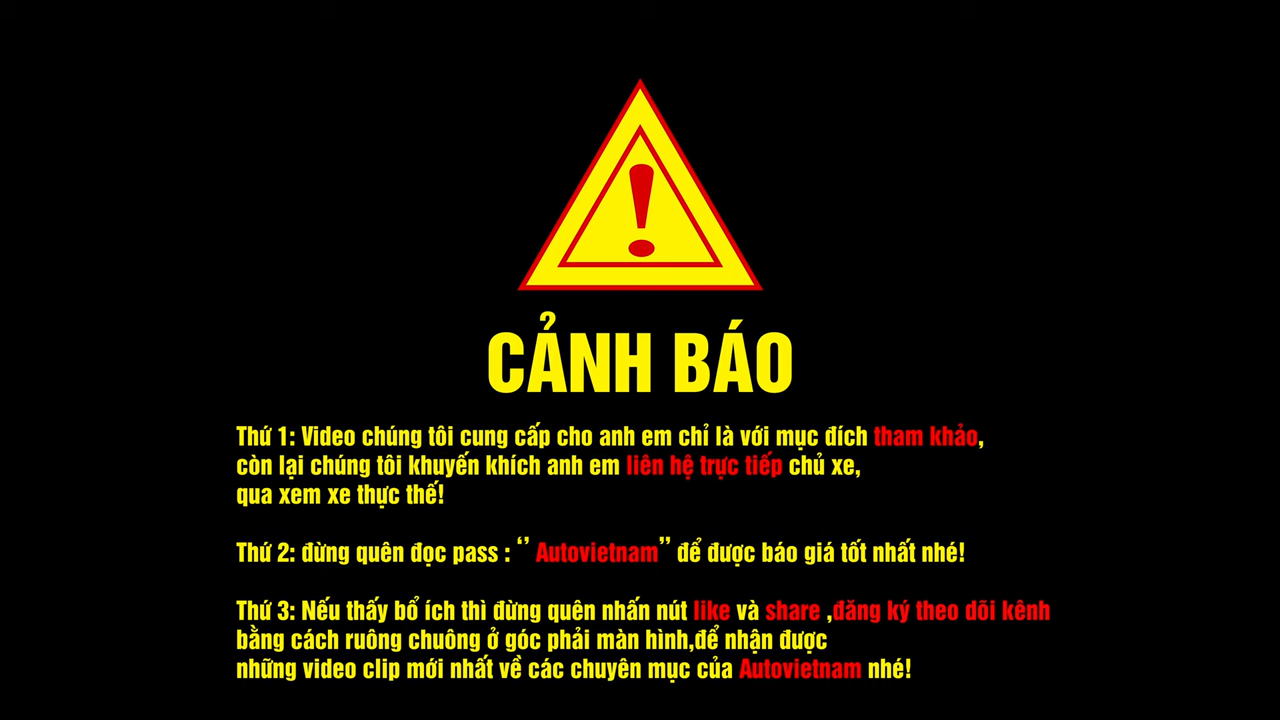 CẢNH BÁO
Thứ 1: Video chúng tôi cung cấp cho anh em chỉ là với mục đích tham khảo,
còn lại chúng tôi khuyến khích anh em liên hệ trực tiếp chủ xe,
qua xem xe thực thế!
Thứ 2: đừng quên đọc pass : ‘’ Autovietnam’’ để được báo giá tốt nhất nhé!
Thứ 3: Nếu thấy bổ ích thì đừng quên nhấn nút like và share ,đăng ký theo dõi kênh
bằng cách ruông chuông ở góc phải màn hình,để nhận được
những video clip mới nhất về các chuyên mục của Autovietnam nhé!